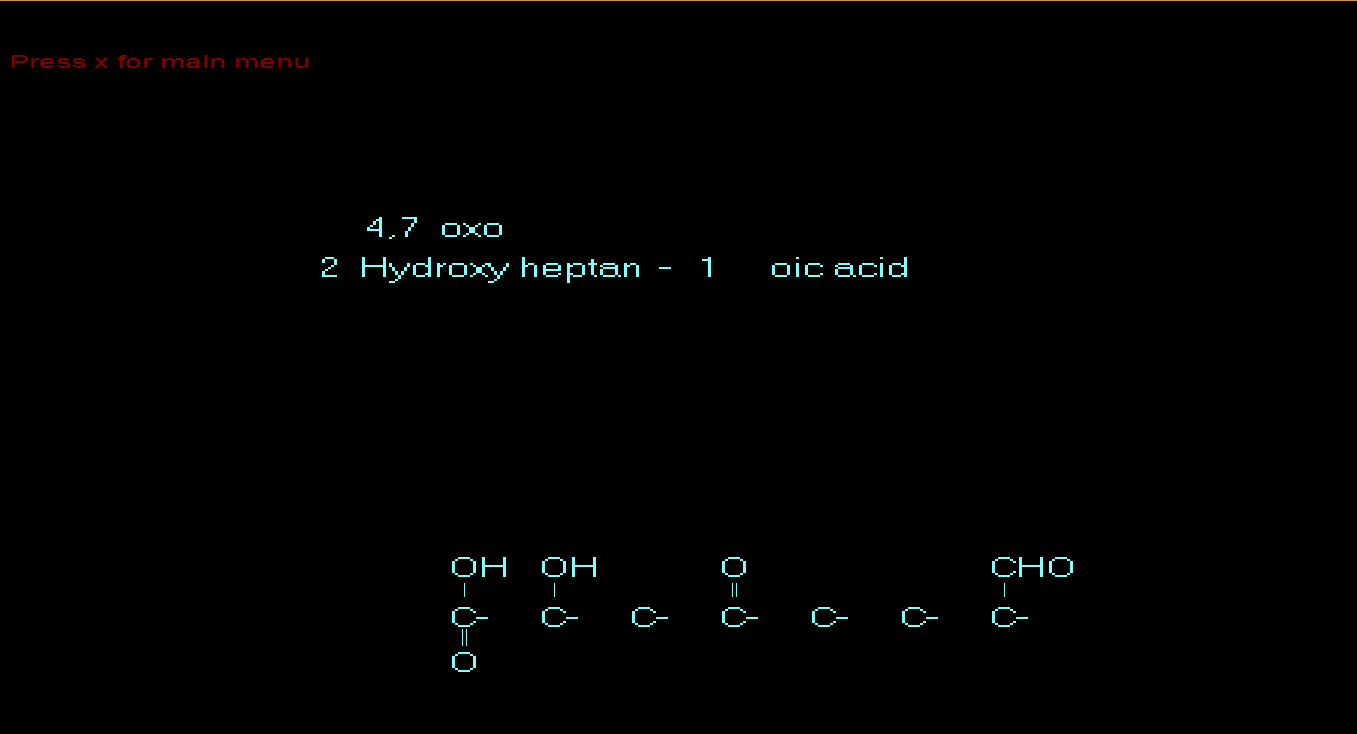 Press x for main menu
4,7 oxo
2 Hydroxy heptan - 1 oic acid
OH OH O CHO
C- C- C- C- C- C- C-
O